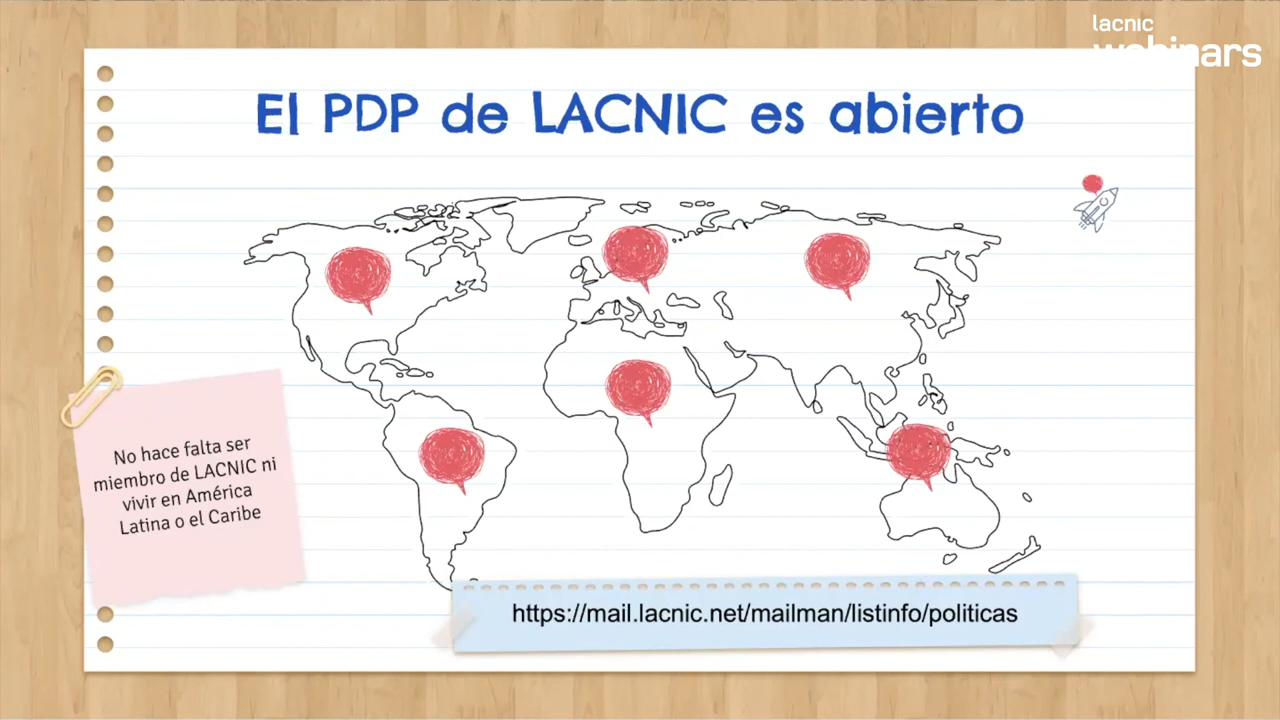 lacnic
webinars
El PDP de LACNIC es abierto
No hace falta ser
miembro de LACNIC ni
vivir en América
Latina o el Caribe
https://mail.lacnic.net/mailman/listinfo/politicas